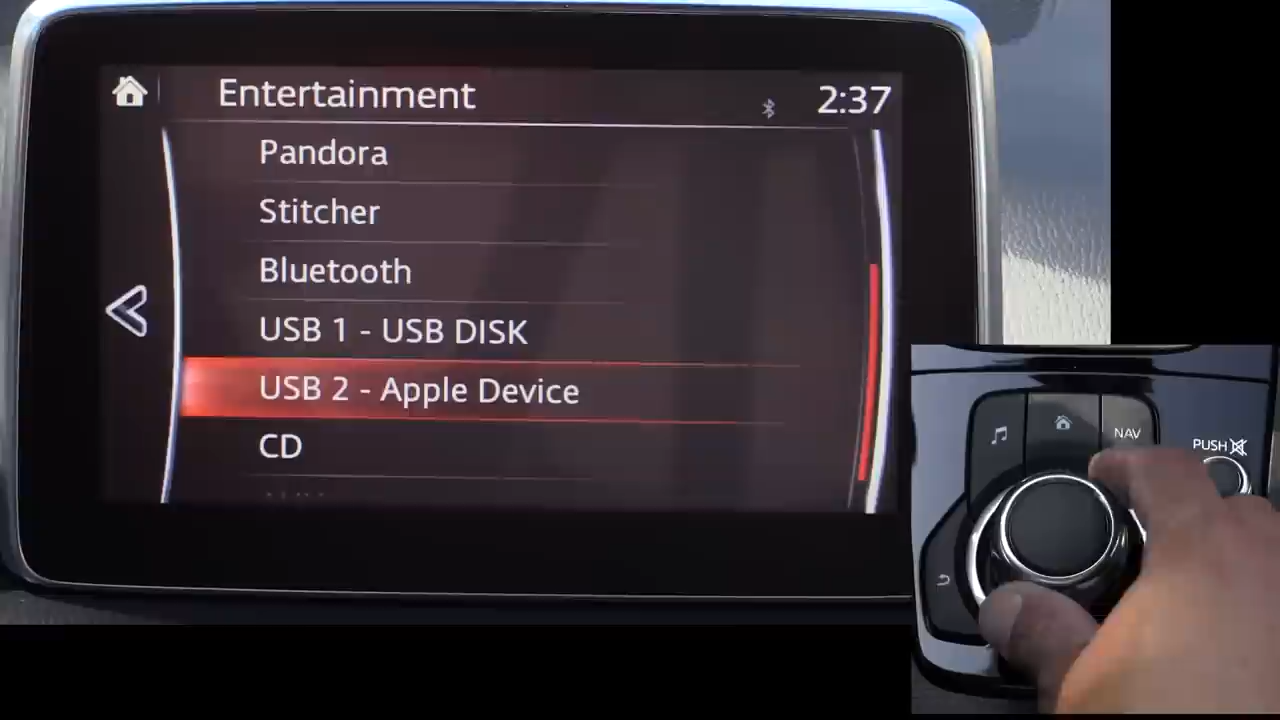 Entertainment
2:37
Pandora
Stitcher
Bluetooth
USB 1 - USB DISK
USB 2 - Apple Device
CD
NAV
PUSH